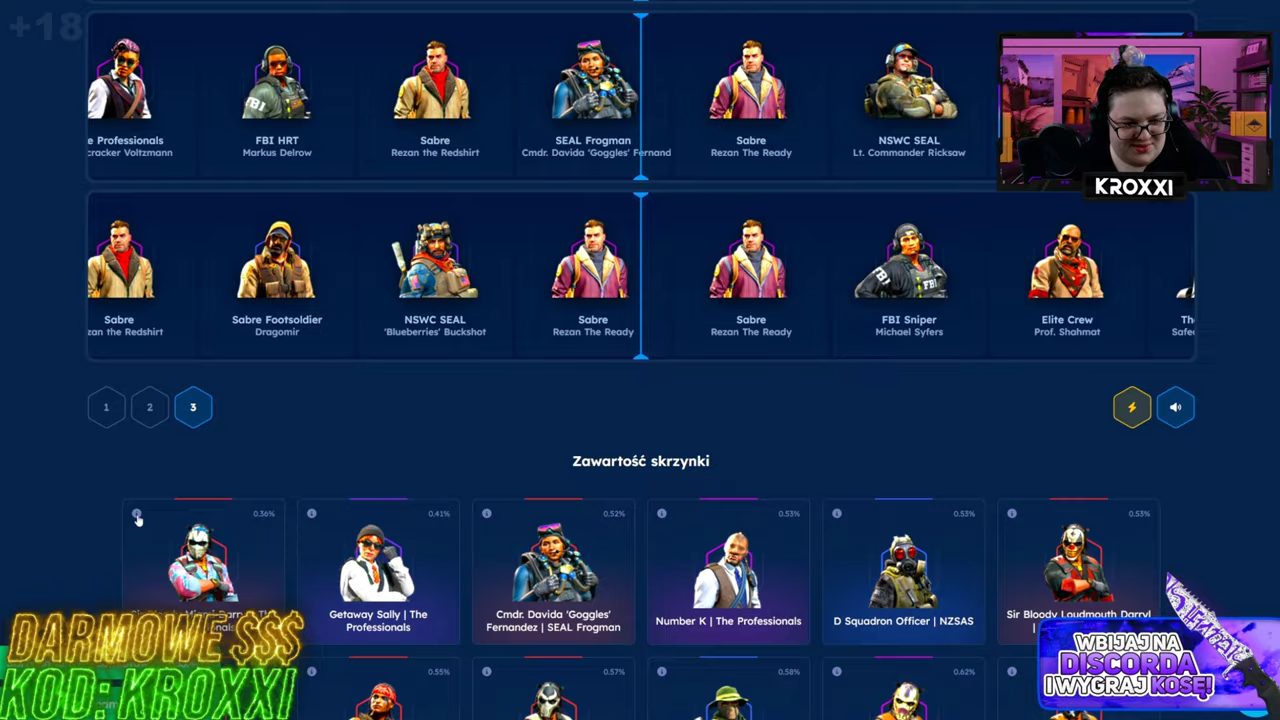 +18
e Professionals
cracker Voltzmann
FBI HRT
Markus Delrow
Sabre
Rezan the Redshirt
SEAL Frogman
Cmdr. Davida 'Goggles' Fernand
Sabre
Rezan The Ready
NSWC SEAL
Lt. Commander Ricksaw
KROXXI
Sabre
zan the Redshirt
Sabre Footsoldier
Dragomir
NSWC SEAL
'Blueberries' Buckshot
Sabre
Rezan The Ready
Sabre
Rezan The Ready
FBI Sniper
Michael Syfers
Elite Crew
Prof. Shahmat
Th
Safe
1
2
3
Zawartość skrzynki
0.36%
0.41%
Getaway Sally | The
Professionals
0.52%
Cmdr. Davida 'Goggles'
Fernandez | SEAL Frogman
0.53%
Number K | The Professionals
0.53%
D Squadron Officer | NZSAS
0.53%
Sir Bloody Loudmouth Darryl
0.55%
0.57%
0.58%
0.62%
DARMOWE $$$
KOD: KROXXI
WBIJAJ NA
DISCORDA
I WYGRAJ KOSĘ!